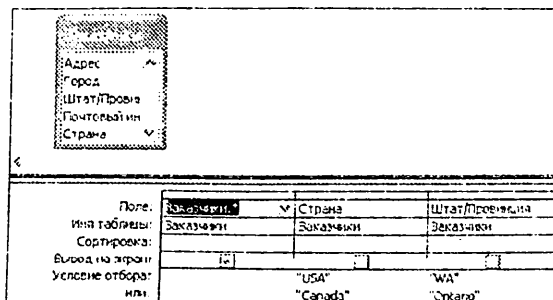 Адрес
Город
Штат/Провин
Почтовый ин
Страна
Поле: Заказчики.* Страна Штат/Провинция
Имя таблицы: Заказчики Заказчики Заказчики
Сортировка:
Вывод на экран:
Условие отбора: "USA" "WA"
или: "Canada" "Ontario"